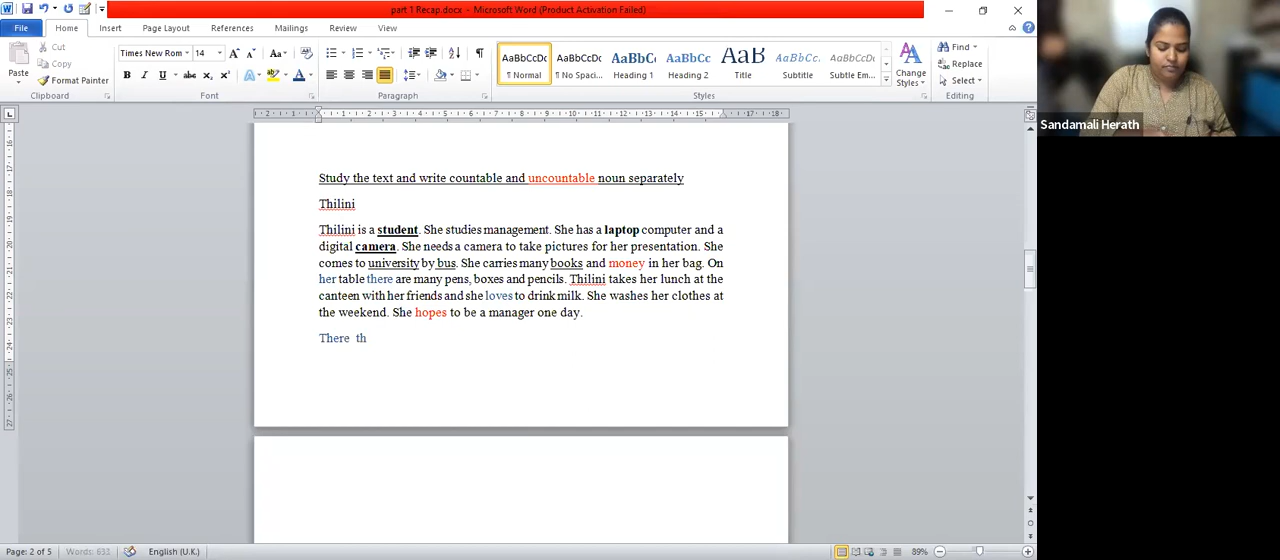 part 1 Recap.docx - Microsoft Word (Product Activation Failed)
File Home Insert Page Layout References Mailings Review View
Cut
Copy
Format Painter
Paste
Clipboard
Times New Rom 14
Font
Paragraph
AaBbCcDc AaBbCcDc AaBbCc AaBbCc AaB AaBbCc. AaBbCcDc
¶ Normal ¶ No Spaci... Heading 1 Heading 2 Title Subtitle Subtle Em...
Styles
Change Styles
Find
Replace
Select
Editing
Sandamali Herath
Study the text and write countable and uncountable noun separately
Thilini
Thilini is a student. She studies management. She has a laptop computer and a
digital camera. She needs a camera to take pictures for her presentation. She
comes to university by bus. She carries many books and money in her bag. On
her table there are many pens, boxes and pencils. Thilini takes her lunch at the
canteen with her friends and she loves to drink milk. She washes her clothes at
the weekend. She hopes to be a manager one day.
There th
Page: 2 of 5 Words: 633 English (U.K.) 89%